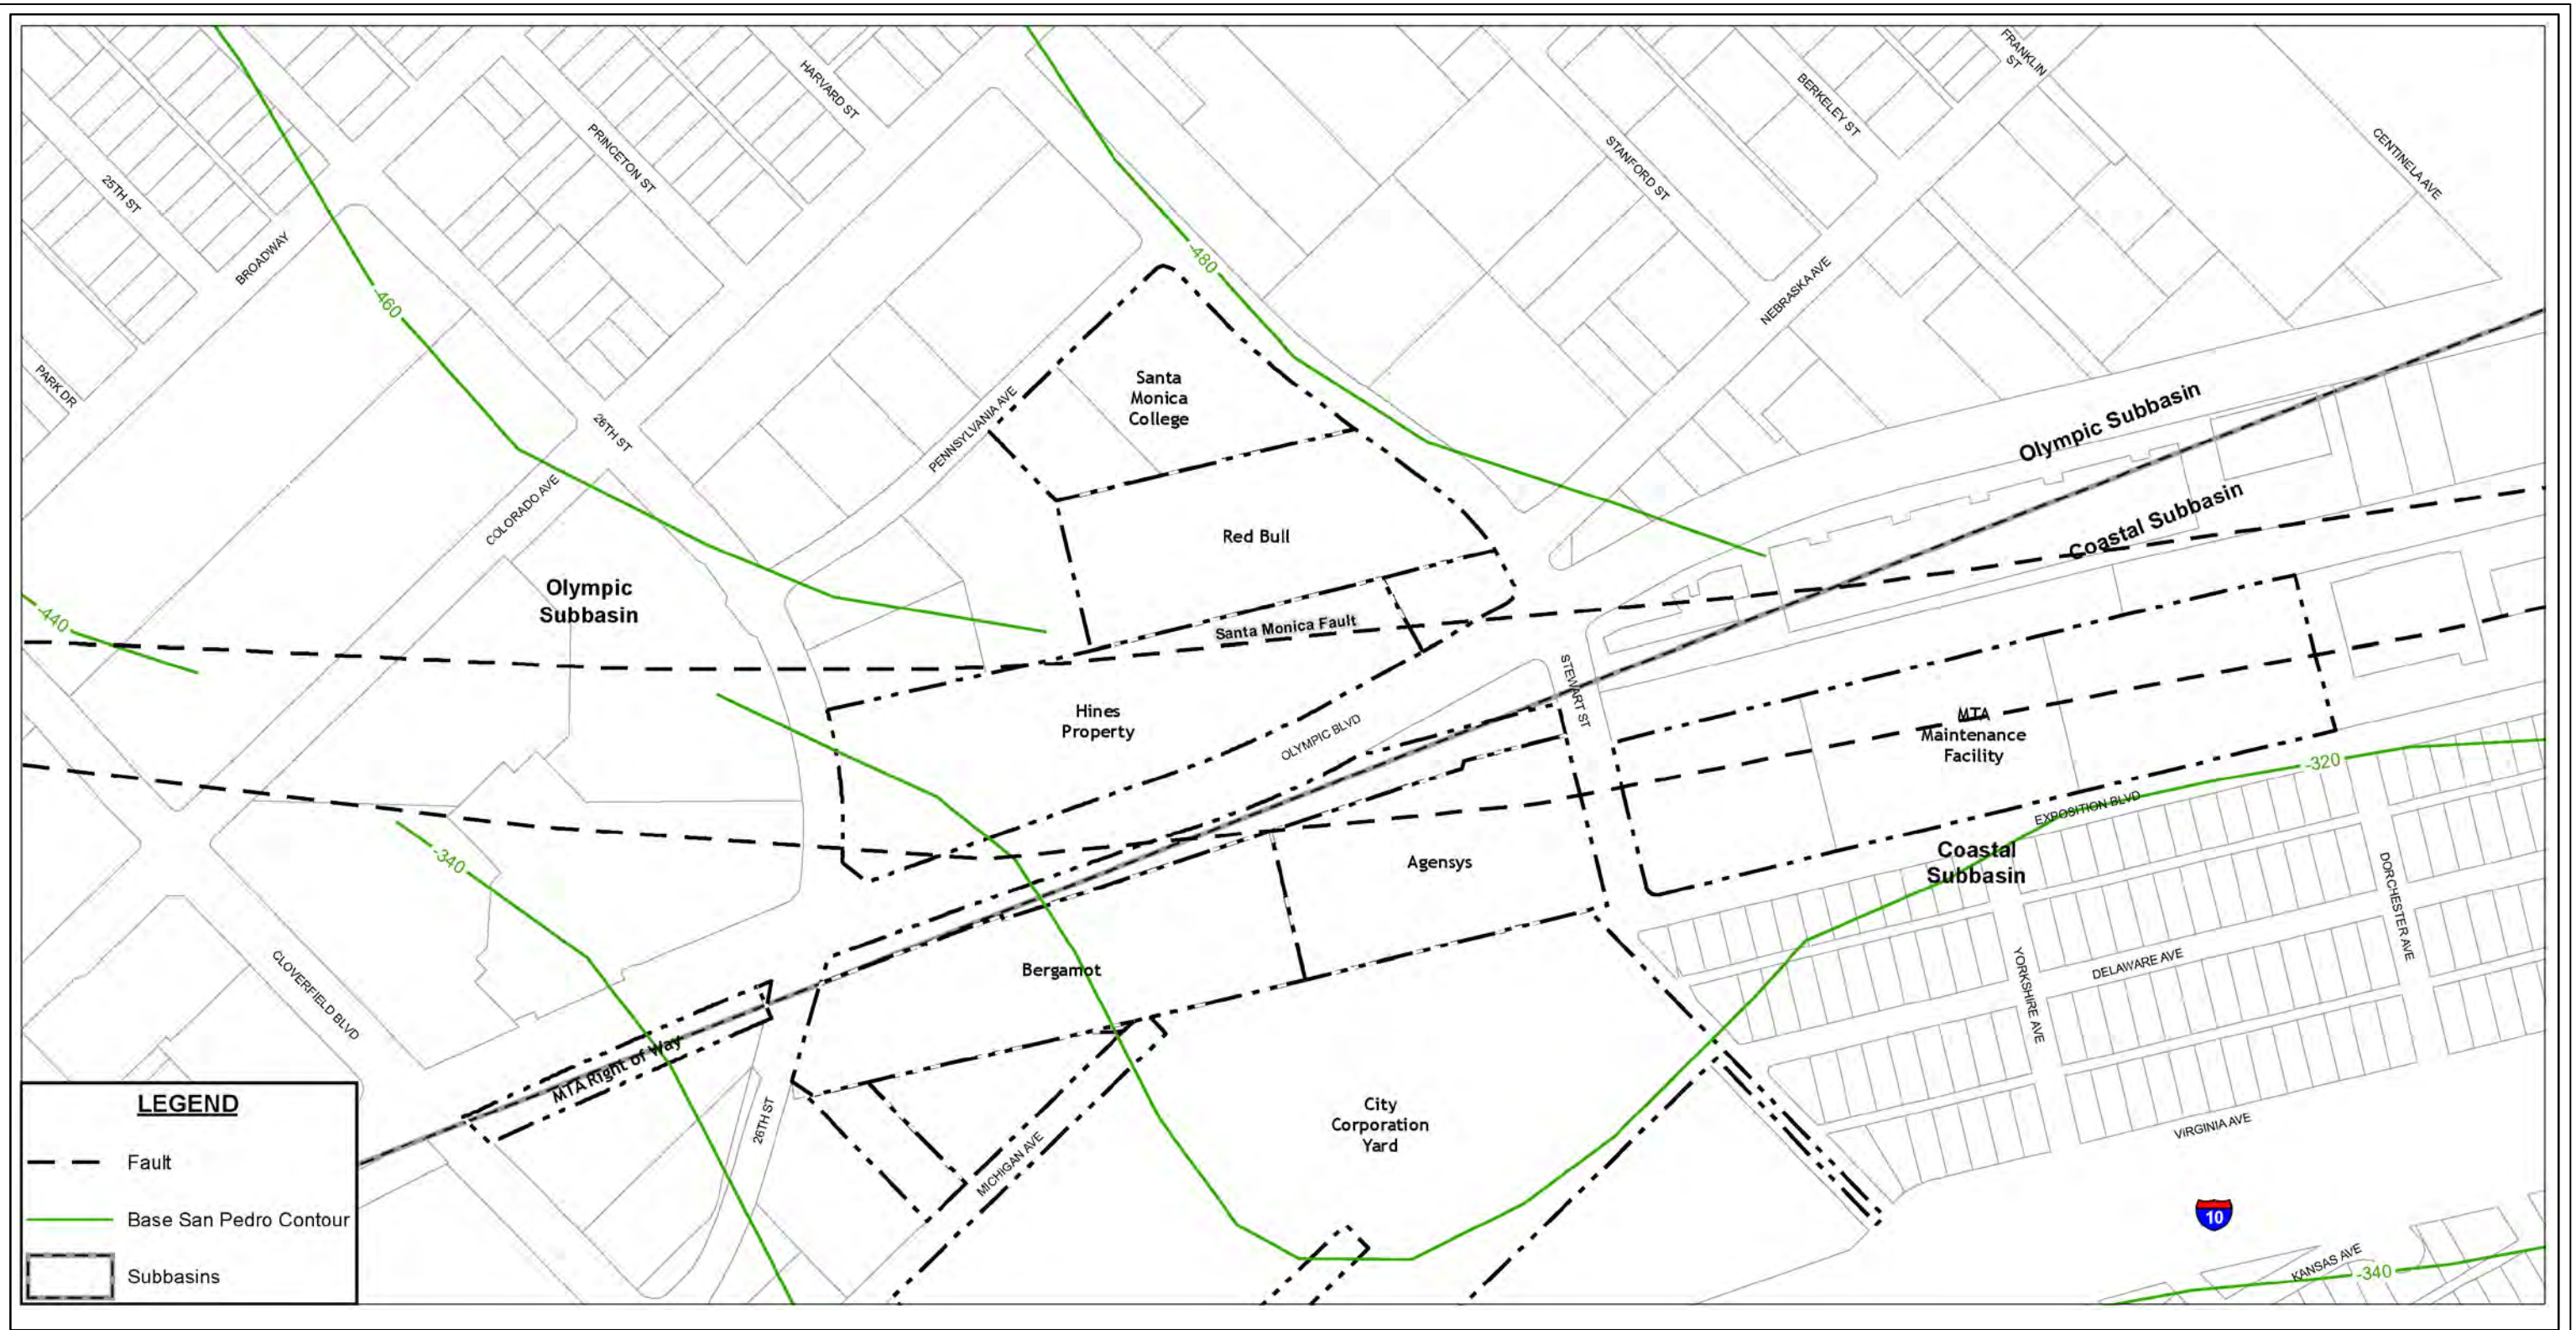 FRANKLIN
ST
HARVARD ST
BERKELEY ST
PRINCETON ST
STANFORD ST
CENTINELA AVE
25TH ST
BROADWAY
-480
-460
NEBRASKA AVE
PARK DR
Santa
Monica
College
26TH ST
PENNSYLVANIA AVE
Olympic Subbasin
COLORADO AVE
Coastal Subbasin
Red Bull
Olympic
Subbasin
-440
Santa Monica Fault
STEWART ST
Hines
Property
OLYMPIC BLVD
MTA
Maintenance
Facility
-320
EXPOSITION BLVD
-340
Agensys
Coastal
Subbasin
DORCHESTER AVE
CLOVERFIELD BLVD
Bergamot
YORKSHIRE AVE
DELAWARE AVE
MTA Right of Way
26TH ST
MICHIGAN AVE
City
Corporation
Yard
VIRGINIA AVE
10
KANSAS AVE
-340
LEGEND
Fault
Base San Pedro Contour
Subbasins